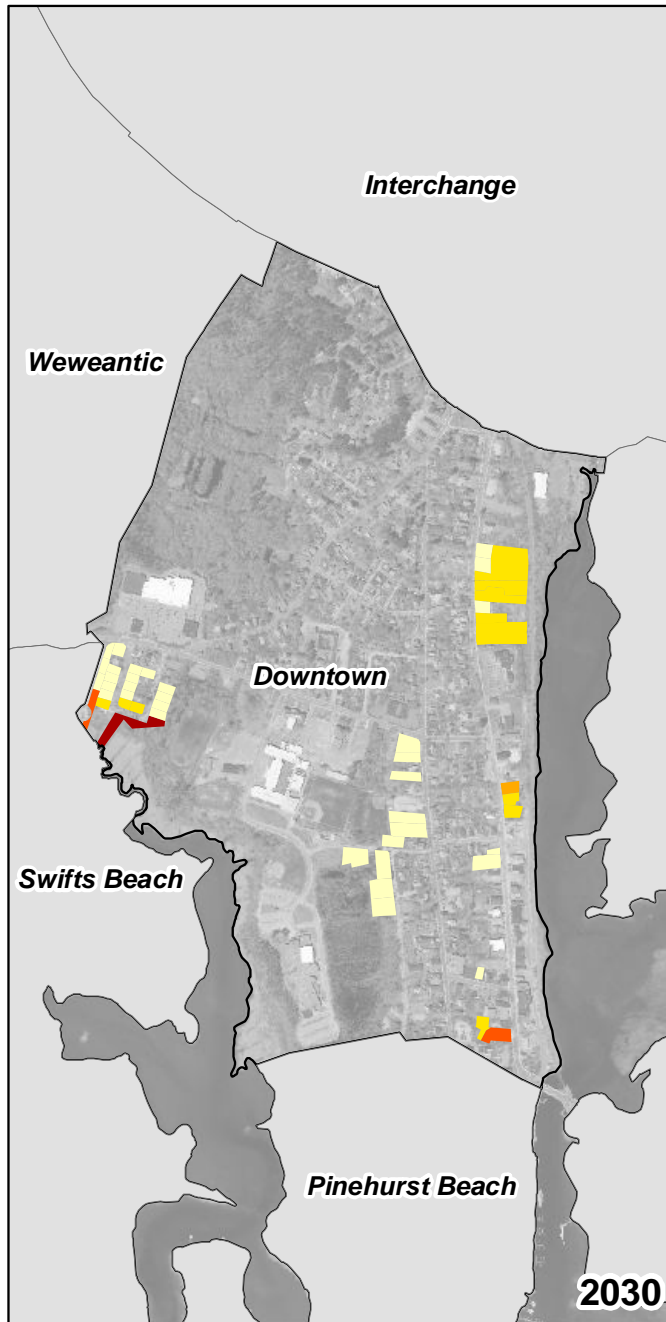 Interchange
Weweantic
Downtown
Swifts Beach
Pinehurst Beach
2030